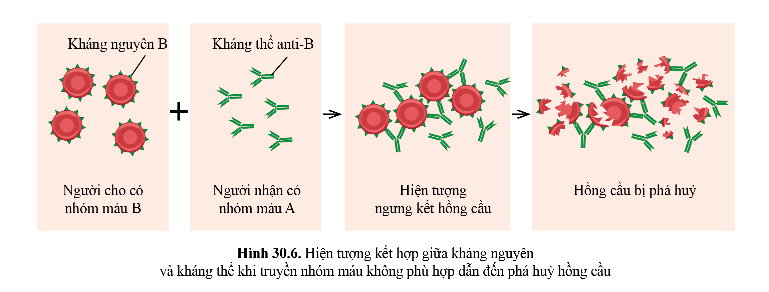 Kháng nguyên B
Kháng thể anti-B
Người cho có
nhóm máu B
Người nhận có
nhóm máu A
Hiện tượng
ngưng kết hồng cầu
Hồng cầu bị phá huỷ
Hình 30.6. Hiện tượng kết hợp giữa kháng nguyên
và kháng thể khi truyền nhóm máu không phù hợp dẫn đến phá huỷ hồng cầu